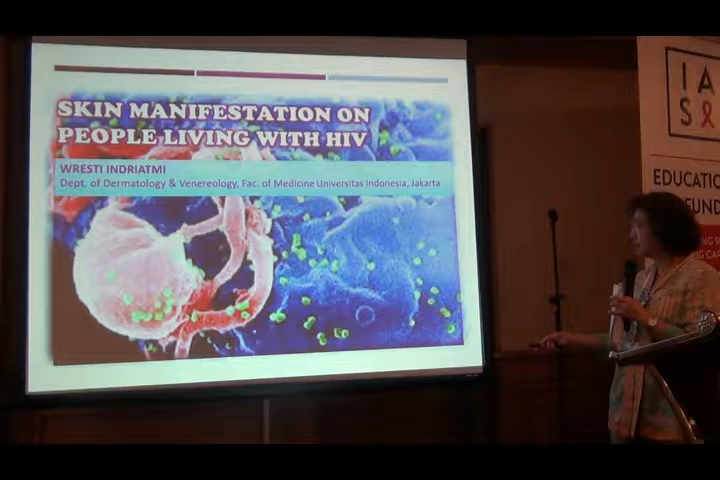 SKIN MANIFESTATION ON
PEOPLE LIVING WITH HIV
WRESTI INDRIATMI
Dept. of Dermatology & Venereology, Fac. of Medicine Universitas Indonesia, Jakarta
I A
S
EDUCATIO
FUND